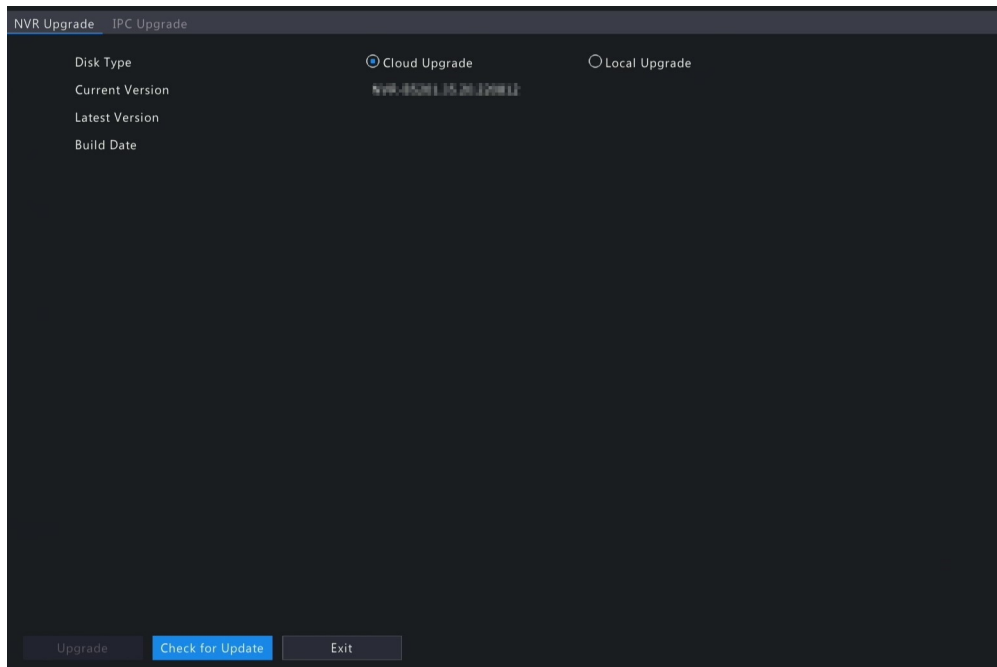 NVR Upgrade IPC Upgrade
Disk Type Cloud Upgrade Local Upgrade
Current Version
Latest Version
Build Date
Upgrade Check for Update Exit